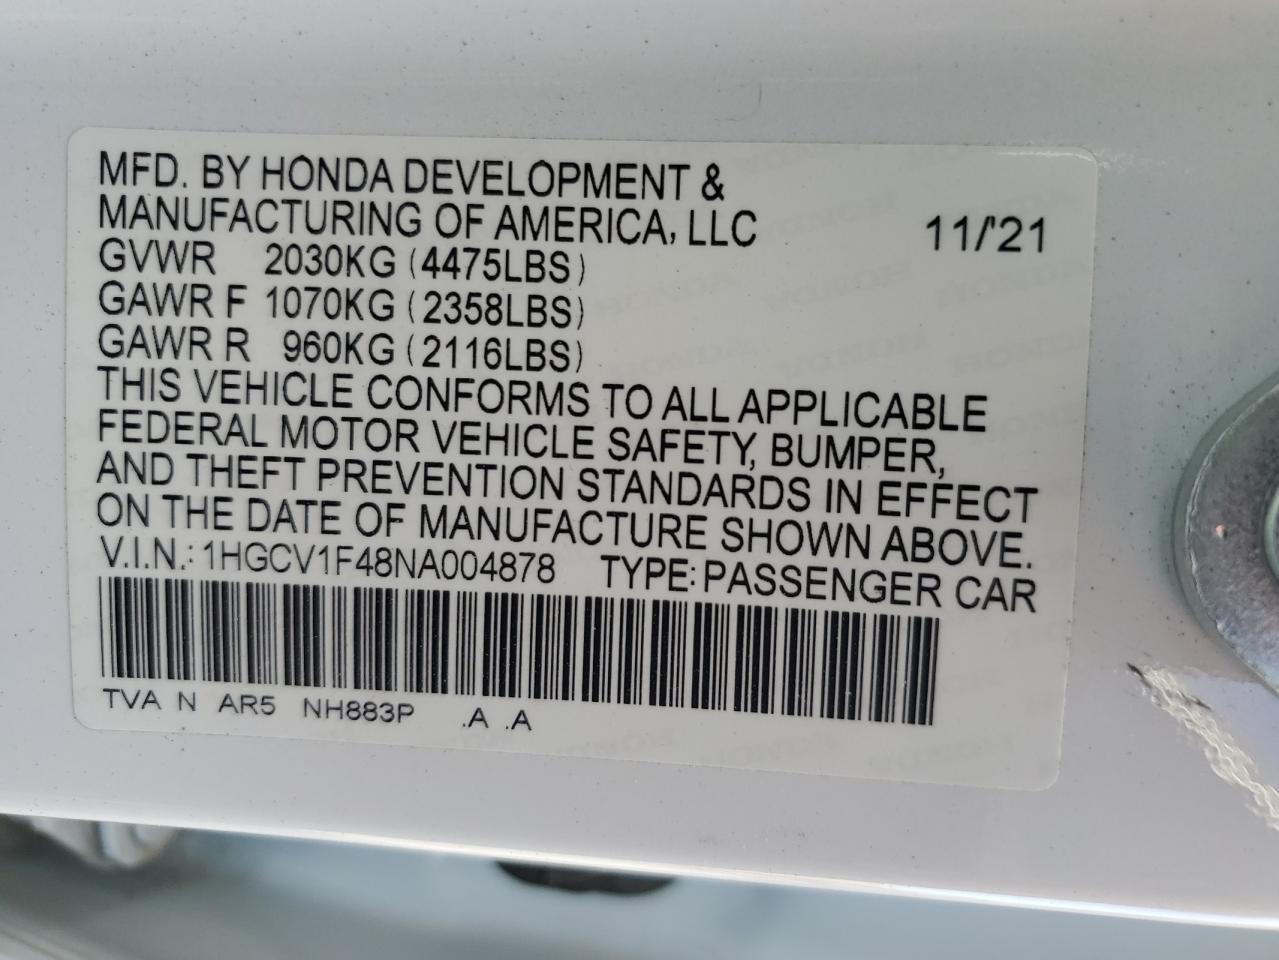 MFD. BY HONDA DEVELOPMENT &
MANUFACTURING OF AMERICA, LLC 11/'21
GVWR 2030KG (4475LBS)
GAWR F 1070KG (2358LBS)
GAWR R 960KG (2116LBS)
THIS VEHICLE CONFORMS TO ALL APPLICABLE
FEDERAL MOTOR VEHICLE SAFETY, BUMPER,
AND THEFT PREVENTION STANDARDS IN EFFECT
ON THE DATE OF MANUFACTURE SHOWN ABOVE.
V.I.N.: 1HGCV1F48NA004878 TYPE: PASSENGER CAR
TVA N AR5 NH883P .A .A